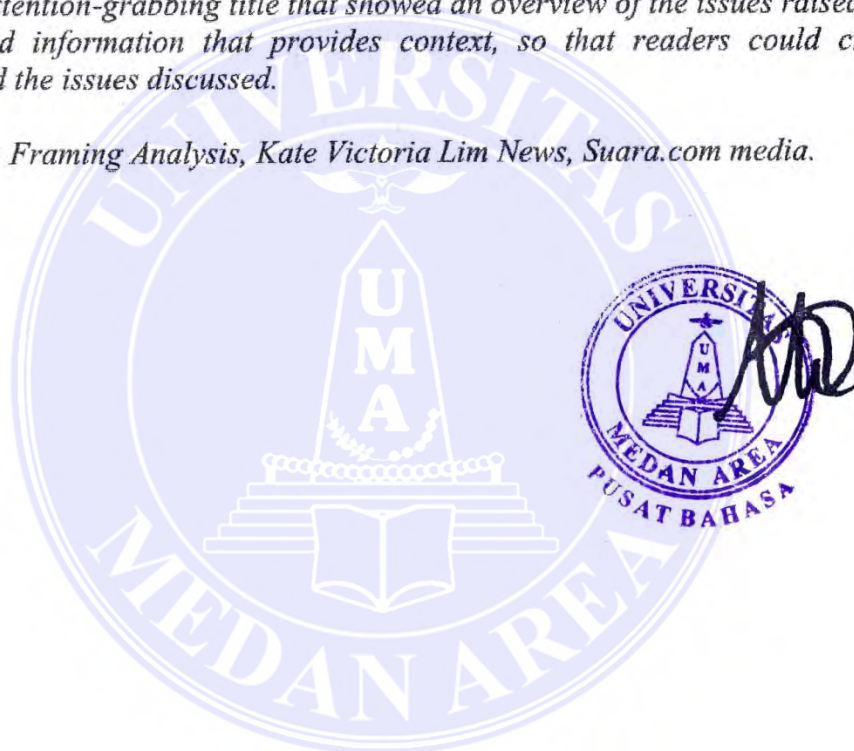 ttention-grabbing title that showed an overview of the issues raised
d information that provides context, so that readers could c
d the issues discussed.
Framing Analysis, Kate Victoria Lim News, Suara.com media.
UNIVERSITAS
UMA
MEDAN AREA
UNIVERSITAS
UMA
MEDAN AREA
PUSAT BAHASA